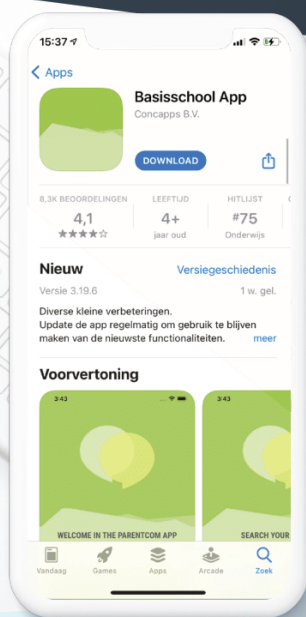 15:37
Apps
Basisschool App
Concapps B.V.
DOWNLOAD
8,3K BEOORDELINGEN LEEFTIJD HITLIJST
4,1 4+ #75
jaar oud Onderwijs
Nieuw Versiegeschiedenis
Versie 3.19.6 1 w. gel.
Diverse kleine verbeteringen.
Update de app regelmatig om gebruik te blijven
maken van de nieuwste functionaliteiten. meer
Voorvertoning
3:43 3:43
WELCOME IN THE PARENTCOM APP SEARCH YOUR
Vandaag Games Apps Arcade Zoek